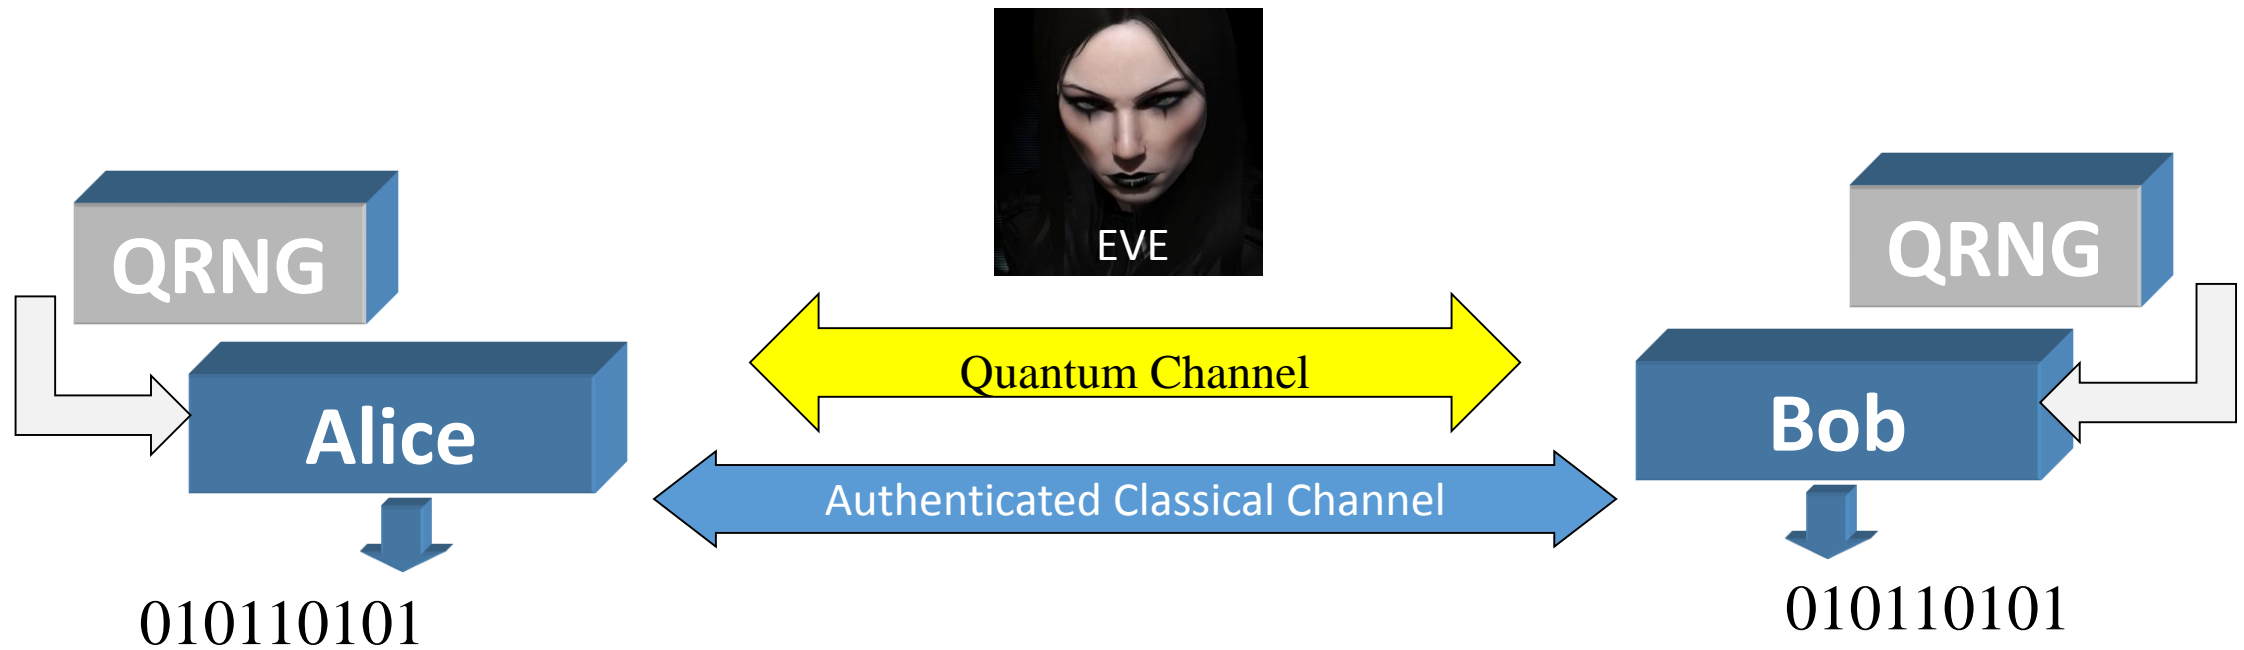 EVE
QRNG
QRNG
Quantum Channel
Alice
Bob
Authenticated Classical Channel
010110101
010110101